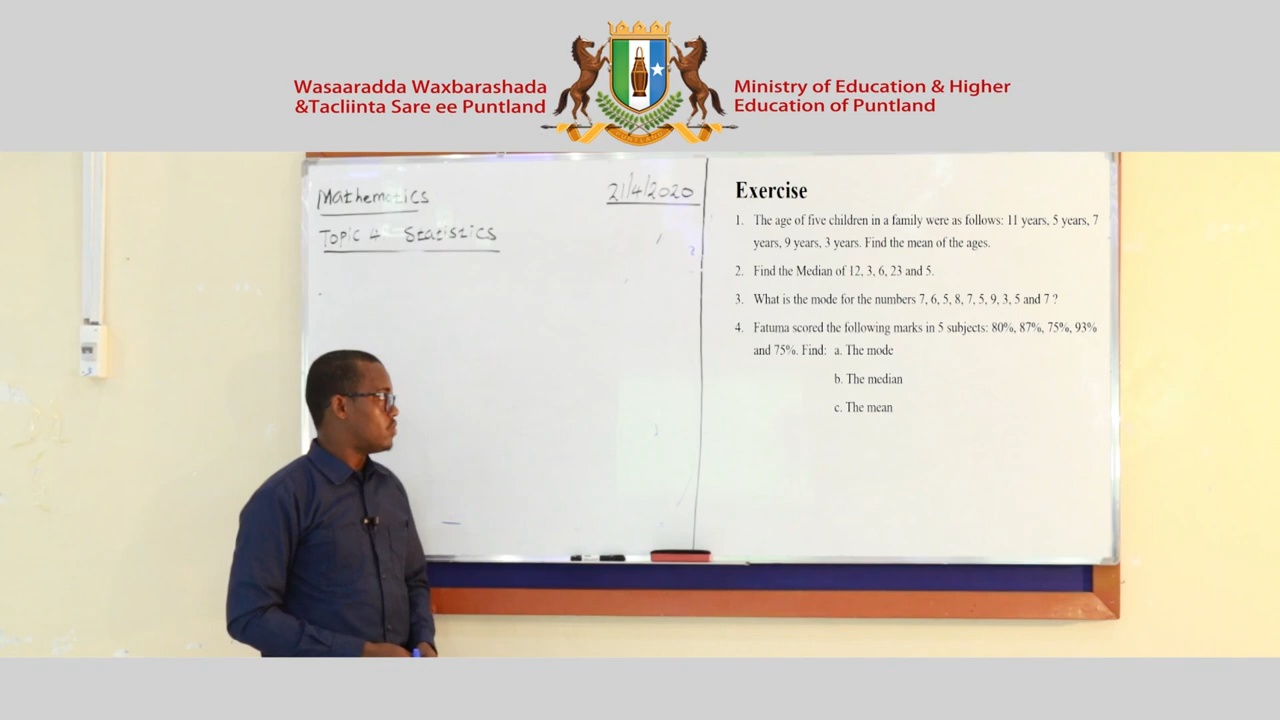 Wasaaradda Waxbarashada
&Tacliinta Sare ee Puntland
Ministry of Education & Higher
Education of Puntland
Mathematics
21/4/2020
Topic 4 Statistics
Exercise
1. The age of five children in a family were as follows: 11 years, 5 years, 7
years, 9 years, 3 years. Find the mean of the ages.
2. Find the Median of 12, 3, 6, 23 and 5.
3. What is the mode for the numbers 7, 6, 5, 8, 7, 5, 9, 3, 5 and 7 ?
4. Fatuma scored the following marks in 5 subjects: 80%, 87%, 75%, 93%
and 75%. Find: a. The mode
b. The median
c. The mean